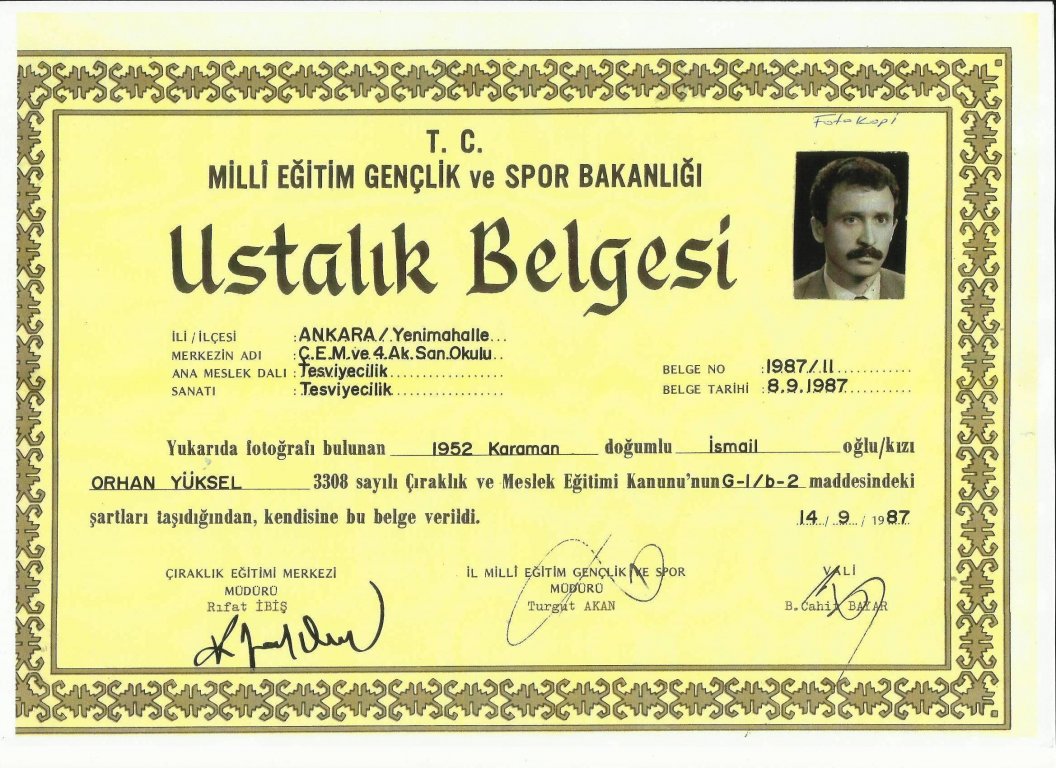 Fotokopi
T. C.
MİLLÎ EĞİTİM GENÇLİK ve SPOR BAKANLIĞI
Ustalık Belgesi
İLİ / İLÇESİ : ANKARA / Yenimahalle...
MERKEZİN ADI : Ç.E.M.ve 4.Ak.San.Okulu..
ANA MESLEK DALI : Tesviyecilik................
SANATI : Tesviyecilik................
BELGE NO : 1987/11............
BELGE TARİHİ : 8.9.1987..........
Yukarıda fotoğrafı bulunan 1952 Karaman doğumlu İsmail oğlu/kızı
ORHAN YÜKSEL 3308 sayılı Çıraklık ve Meslek Eğitimi Kanunu'nun G-1/b-2 maddesindeki
şartları taşıdığından, kendisine bu belge verildi.
14 / 9 / 1987
ÇIRAKLIK EĞİTİMİ MERKEZİ
MÜDÜRÜ
Rıfat İBİŞ
İL MİLLÎ EĞİTİM GENÇLİK VE SPOR
MÜDÜRÜ
Turgut AKAN
VALİ
B.Cahit BAYAR